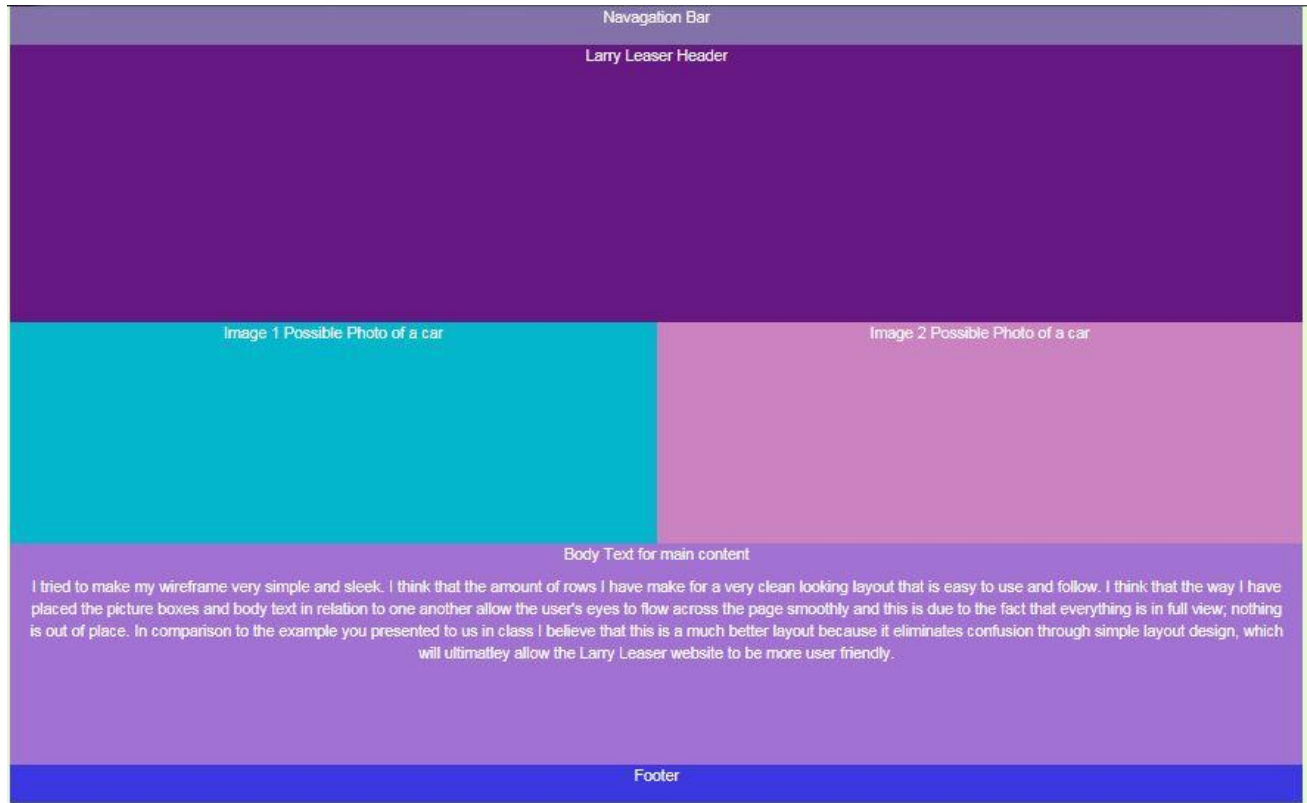 Navagation Bar
Larry Leaser Header
Image 1 Possible Photo of a car
Image 2 Possible Photo of a car
Body Text for main content
I tried to make my wireframe very simple and sleek. I think that the amount of rows I have make for a very clean looking layout that is easy to use and follow. I think that the way I have
placed the picture boxes and body text in relation to one another allow the user's eyes to flow across the page smoothly and this is due to the fact that everything is in full view; nothing
is out of place. In comparison to the example you presented to us in class I believe that this is a much better layout because it eliminates confusion through simple layout design, which
will ultimatley allow the Larry Leaser website to be more user friendly.
Footer